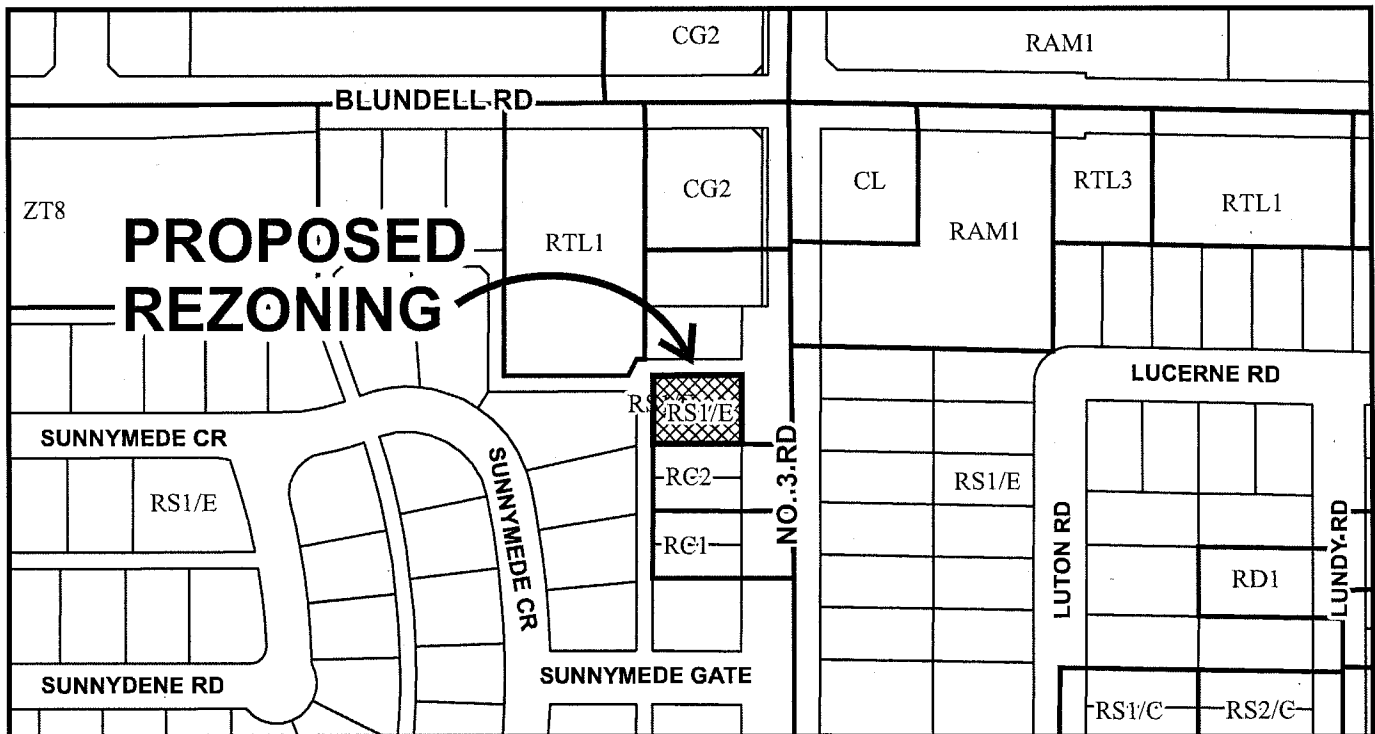 CG2
RAM1
BLUNDELL RD
ZT8
RTL1
CG2
CL
RAM1
RTL3
RTL1
PROPOSED
REZONING
LUCERNE RD
RS1/E
SUNNYMEDE CR
SUNNYMEDE CR
RS1/E
RC2
RC1
NO. 3 RD
RS1/E
LUTON RD
RD1
LUNDY RD
SUNNYDENE RD
SUNNYMEDE GATE
RS1/C
RS2/C